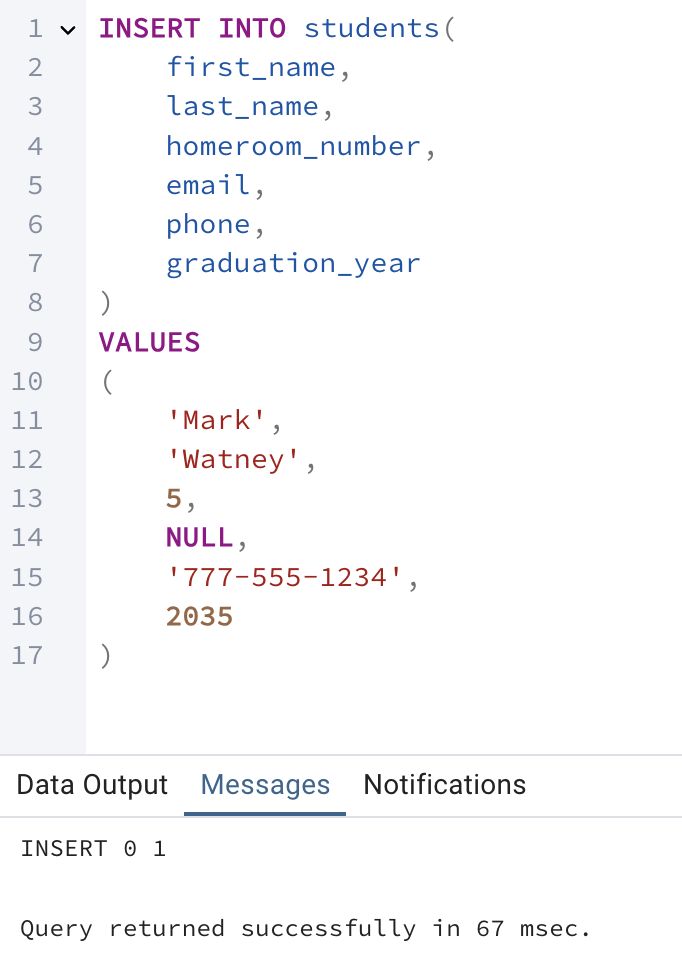 1 INSERT INTO students(
2 first_name,
3 last_name,
4 homeroom_number,
5 email,
6 phone,
7 graduation_year
8 )
9 VALUES
10 (
11 'Mark',
12 'Watney',
13 5,
14 NULL,
15 '777-555-1234',
16 2035
17 )
Data Output Messages Notifications
INSERT 0 1
Query returned successfully in 67 msec.